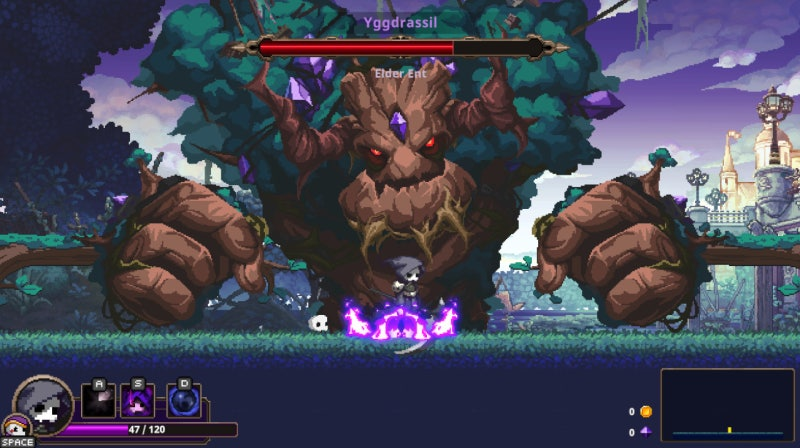 Yggdrassil
Elder Ent
A S D
47 / 120
SPACE
0
0